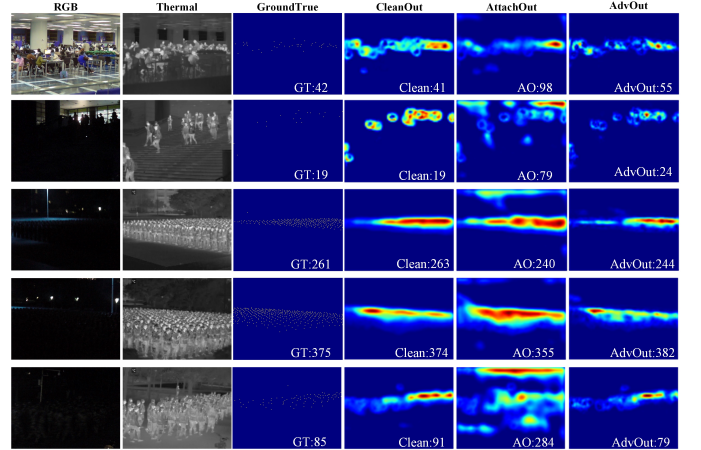 RGB Thermal GroundTrue CleanOut AttachOut AdvOut
GT:42 Clean:41 AO:98 AdvOut:55
GT:19 Clean:19 AO:79 AdvOut:24
GT:261 Clean:263 AO:240 AdvOut:244
GT:375 Clean:374 AO:355 AdvOut:382
GT:85 Clean:91 AO:284 AdvOut:79